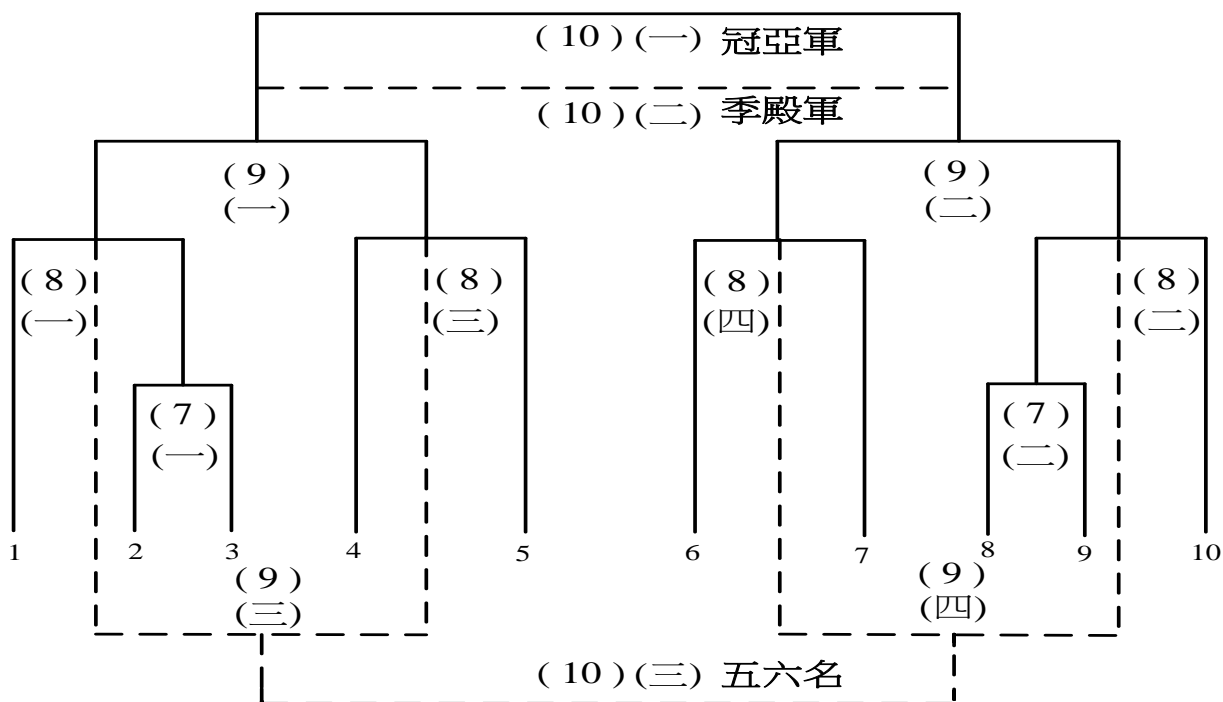 ( 10 ) (一) 冠亞軍
( 10 ) (二) 季殿軍
( 9 )
(一)
( 9 )
(二)
( 8 )
(一)
( 8 )
(三)
( 8 )
(四)
( 8 )
(二)
( 7 )
(一)
( 7 )
(二)
1 2 3 4 5 6 7 8 9 10
( 9 )
(三)
( 9 )
(四)
( 10 ) (三) 五六名